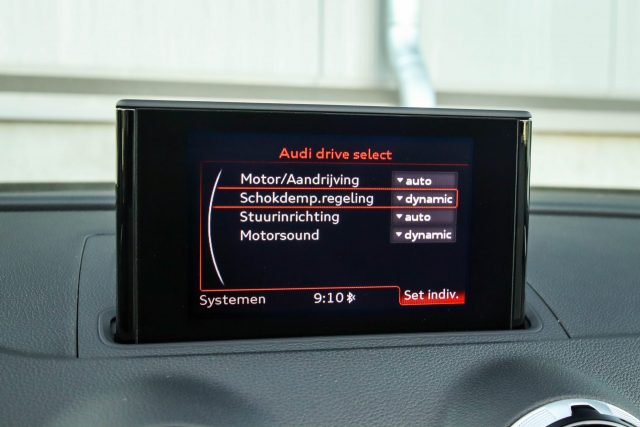 Audi drive select
Motor/Aandrijving auto
Schokdemp.regeling dynamic
Stuurinrichting auto
Motorsound dynamic
Systemen 9:10 Set indiv.